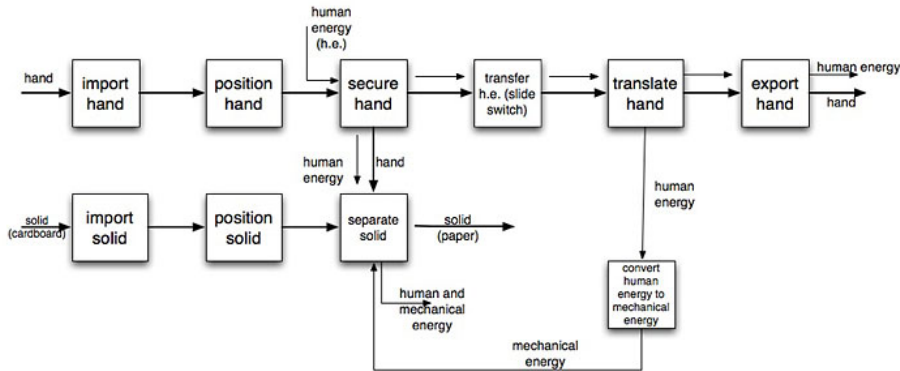 human
energy
(h.e.)
hand
import
hand
position
hand
secure
hand
transfer
h.e. (slide
switch)
translate
hand
export
hand
human energy
hand
human
energy
hand
human
energy
solid
(cardboard)
import
solid
position
solid
separate
solid
solid
(paper)
convert
human
energy to
mechanical
energy
human and
mechanical
energy
mechanical
energy